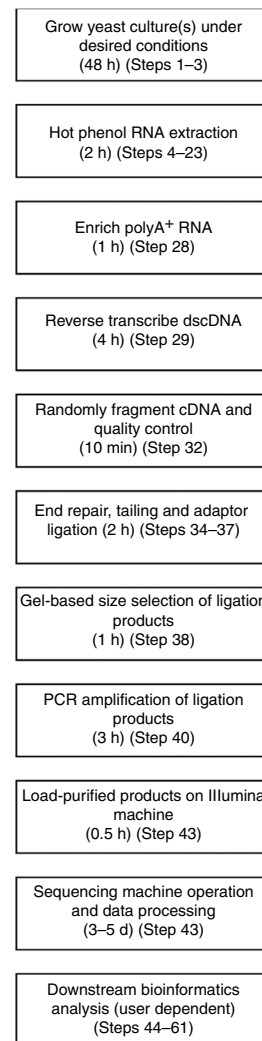 Grow yeast culture(s) under
desired conditions
(48 h) (Steps 1–3)
Hot phenol RNA extraction
(2 h) (Steps 4–23)
Enrich polyA+ RNA
(1 h) (Step 28)
Reverse transcribe dscDNA
(4 h) (Step 29)
Randomly fragment cDNA and
quality control
(10 min) (Step 32)
End repair, tailing and adaptor
ligation (2 h) (Steps 34–37)
Gel-based size selection of ligation
products
(1 h) (Step 38)
PCR amplification of ligation
products
(3 h) (Step 40)
Load-purified products on Illumina
machine
(0.5 h) (Step 43)
Sequencing machine operation
and data processing
(3–5 d) (Step 43)
Downstream bioinformatics
analysis (user dependent)
(Steps 44–61)